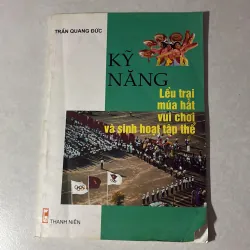 TRẦN QUANG ĐỨC
KỸ
NĂNG
Lều trại
múa hát
vui chơi
và sinh hoạt tập thể
THANH NIÊN